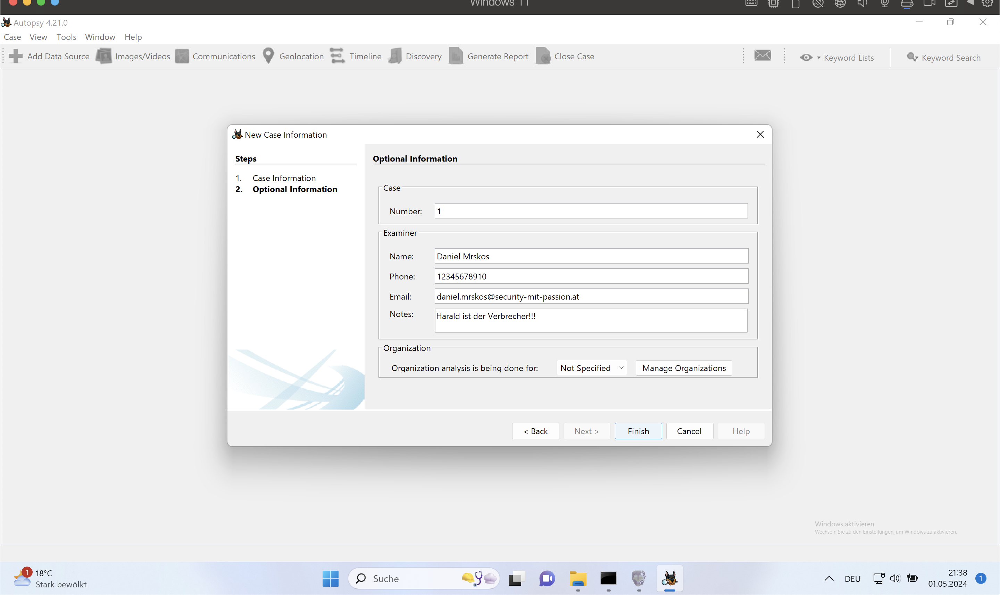 Windows 11
Autopsy 4.21.0
Case View Tools Window Help
Add Data Source Images/Videos Communications Geolocation Timeline Discovery Generate Report Close Case Keyword Lists Keyword Search
New Case Information
Steps
1. Case Information
2. Optional Information
Optional Information
Case
Number: 1
Examiner
Name: Daniel Mrskos
Phone: 12345678910
Email: daniel.mrskos@security-mit-passion.at
Notes: Harald ist der Verbrecher!!!
Organization
Organization analysis is being done for: Not Specified Manage Organizations
< Back Next > Finish Cancel Help
Windows aktivieren
Wechseln Sie zu den Einstellungen, um Windows zu aktivieren.
1 18°C
Stark bewölkt
Suche
DEU
21:38
01.05.2024
1